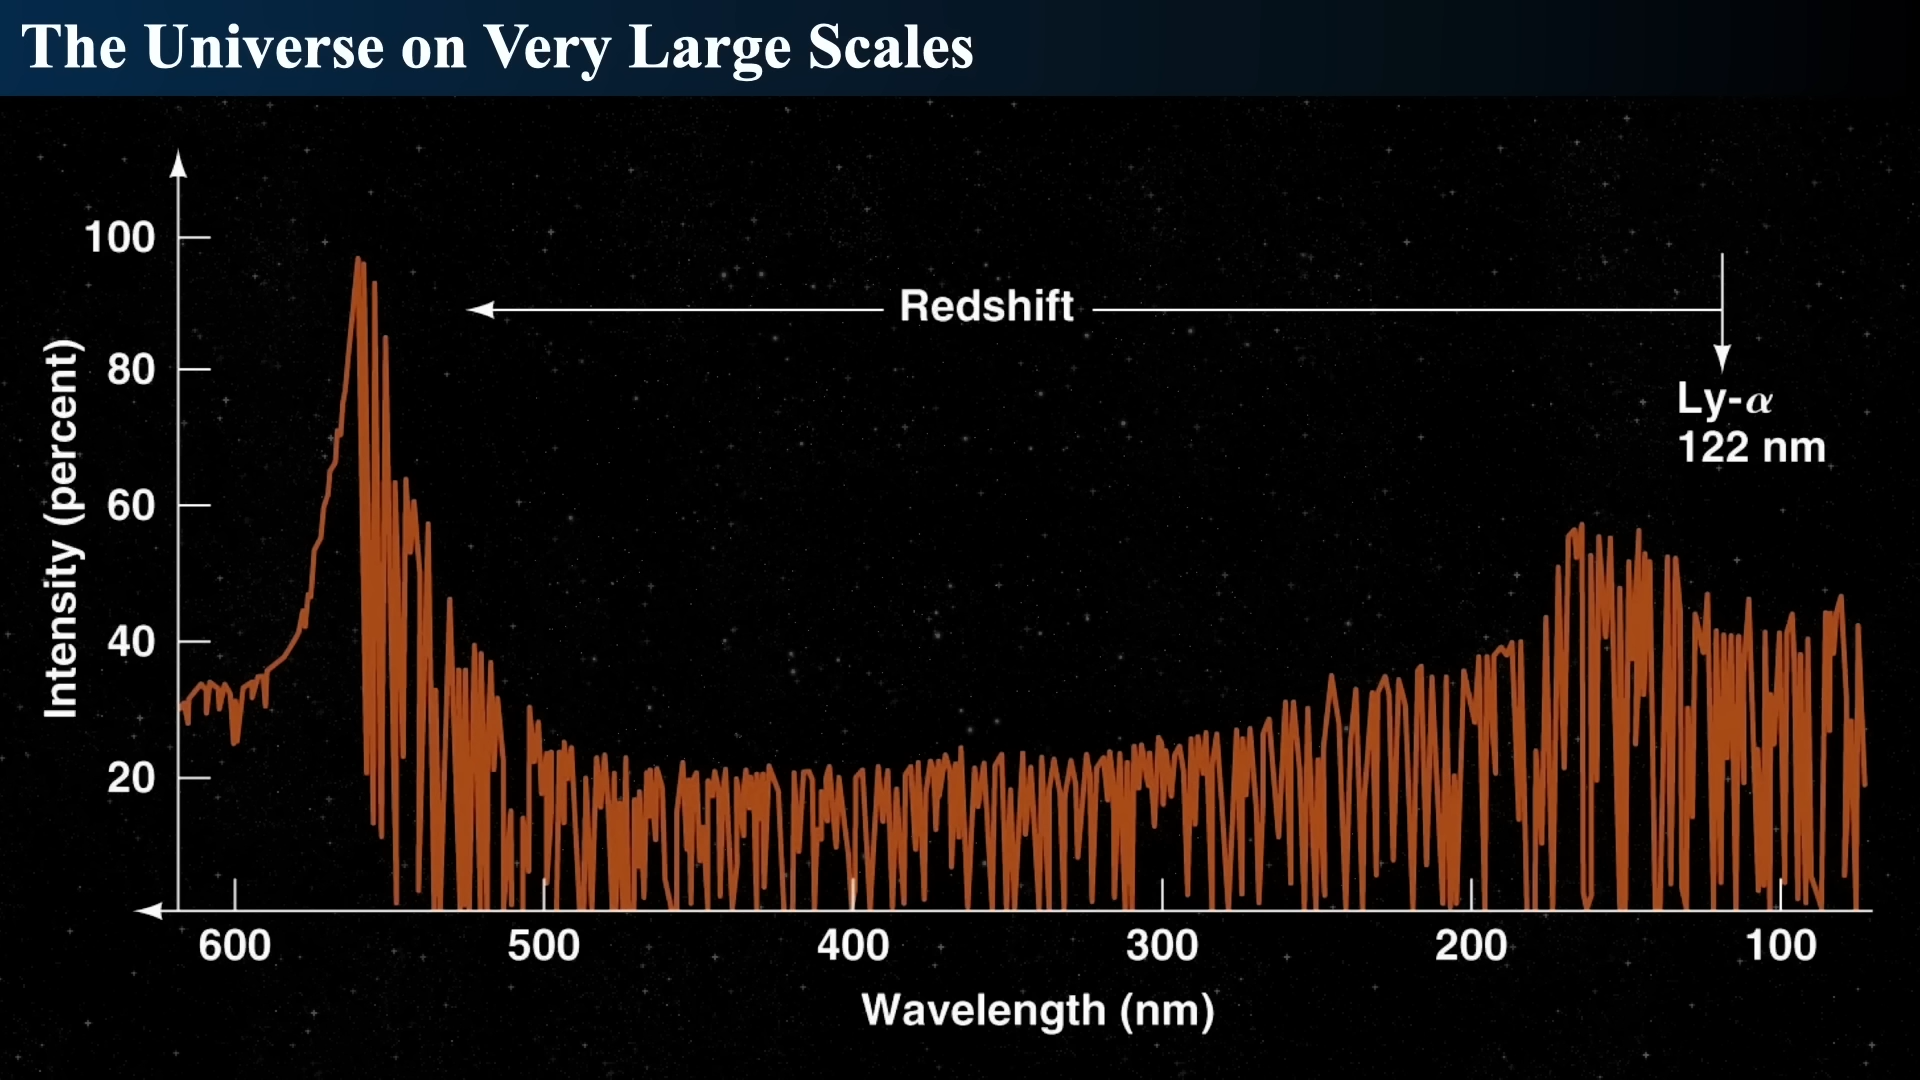 The Universe on Very Large Scales
100
80
60
40
20
Intensity (percent)
Redshift
Ly-α
122 nm
600 500 400 300 200 100
Wavelength (nm)